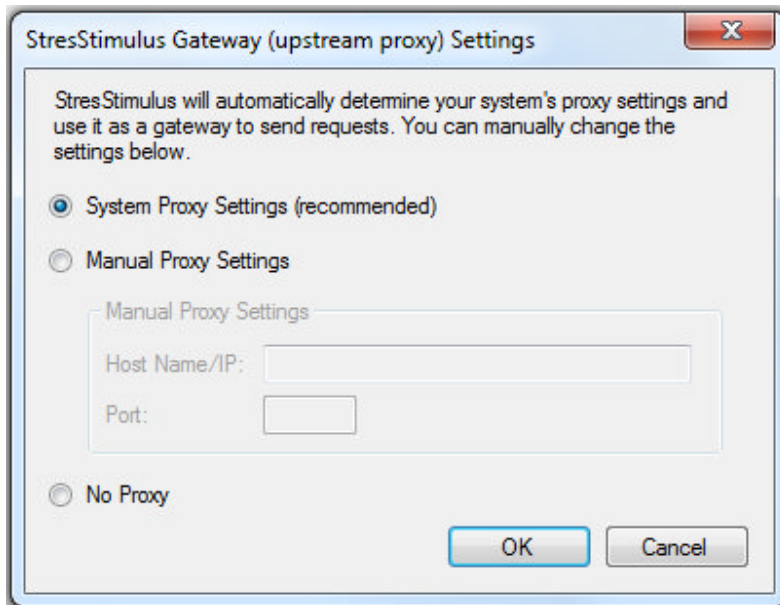 StresStimulus Gateway (upstream proxy) Settings
StresStimulus will automatically determine your system's proxy settings and
use it as a gateway to send requests. You can manually change the
settings below.
System Proxy Settings (recommended)
Manual Proxy Settings
Manual Proxy Settings
Host Name/IP:
Port:
No Proxy
OK
Cancel